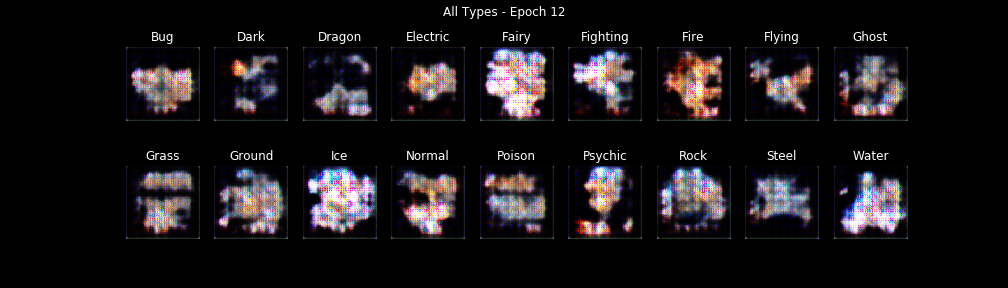 All Types - Epoch 12
Bug Dark Dragon Electric Fairy Fighting Fire Flying Ghost
Grass Ground Ice Normal Poison Psychic Rock Steel Water